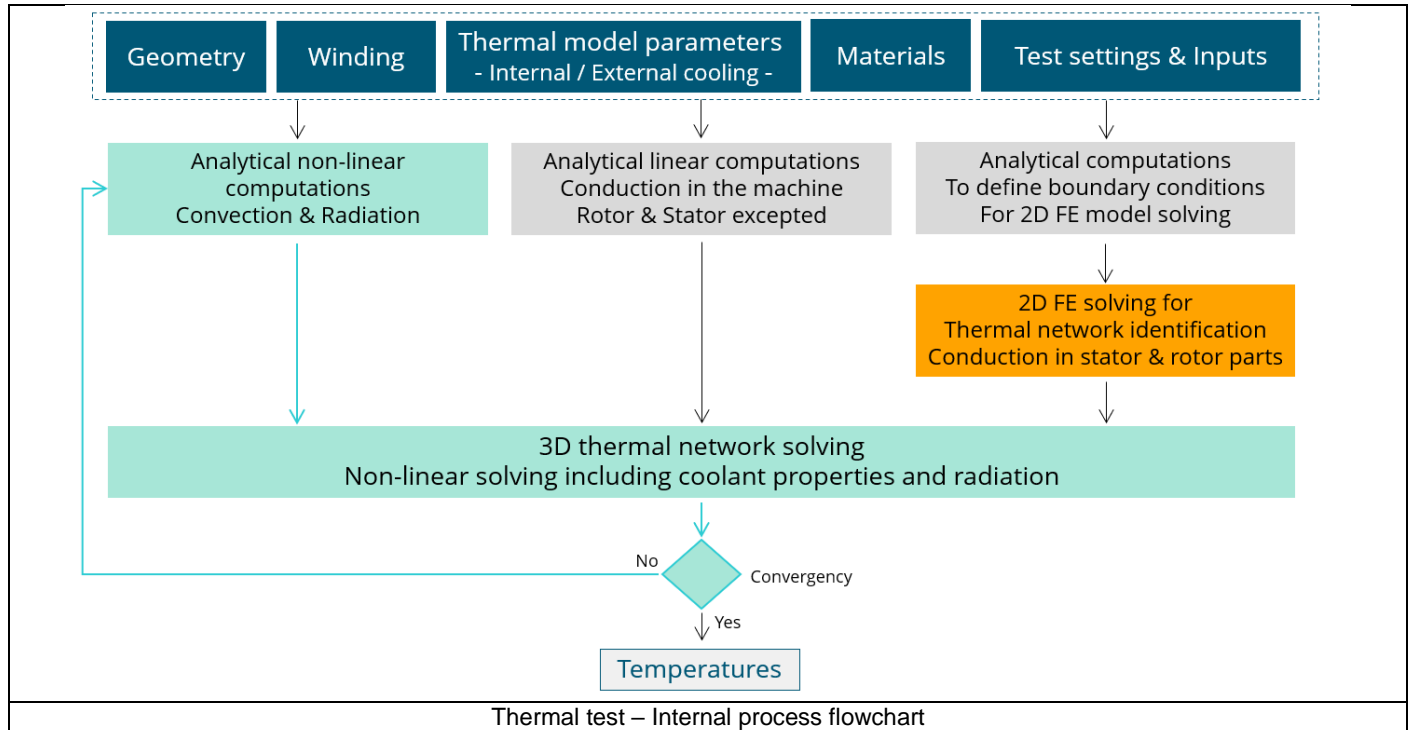 Geometry
Winding
Thermal model parameters
- Internal / External cooling -
Materials
Test settings & Inputs
Analytical non-linear
computations
Convection & Radiation
Analytical linear computations
Conduction in the machine
Rotor & Stator excepted
Analytical computations
To define boundary conditions
For 2D FE model solving
2D FE solving for
Thermal network identification
Conduction in stator & rotor parts
3D thermal network solving
Non-linear solving including coolant properties and radiation
No
Convergency
Yes
Temperatures
Thermal test – Internal process flowchart